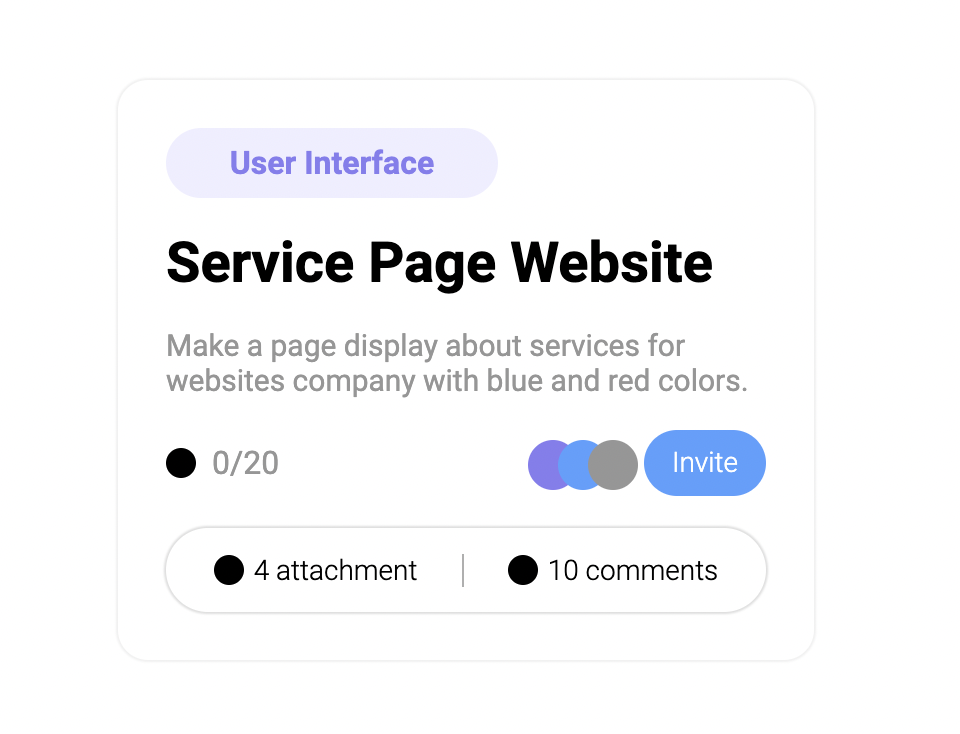 User Interface
Service Page Website
Make a page display about services for
websites company with blue and red colors.
0/20
Invite
4 attachment
10 comments